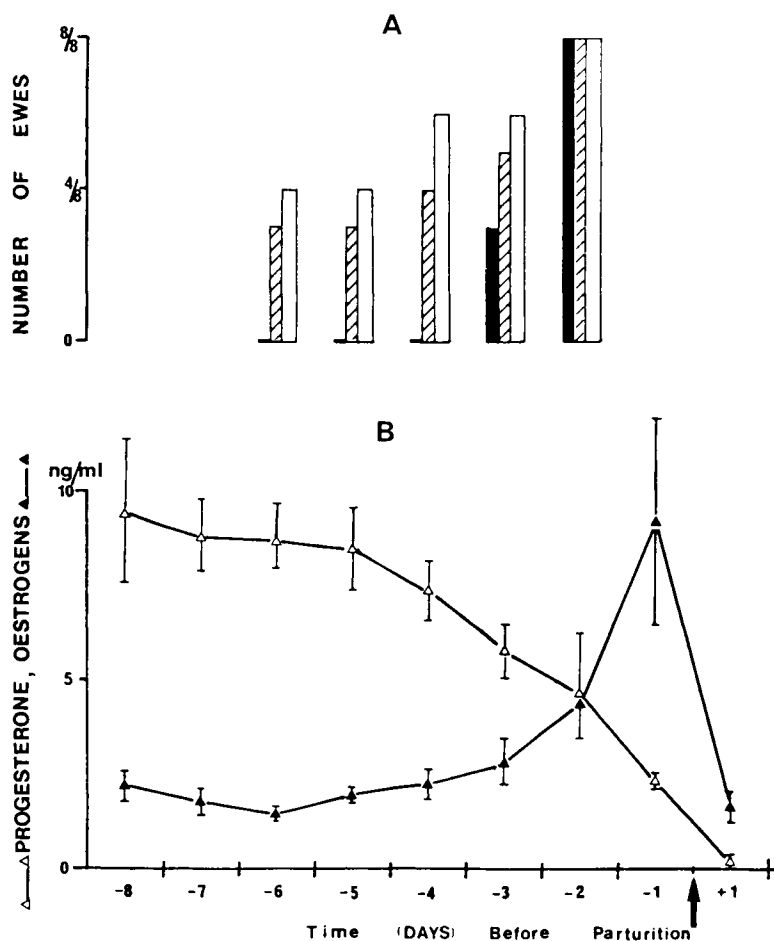 A
8/8
4/8
0
NUMBER OF EWES
B
ng/ml
10
5
0
△—△ PROGESTERONE, OESTROGENS ▲—▲
-8 -7 -6 -5 -4 -3 -2 -1 +1
Time (DAYS) Before Parturition